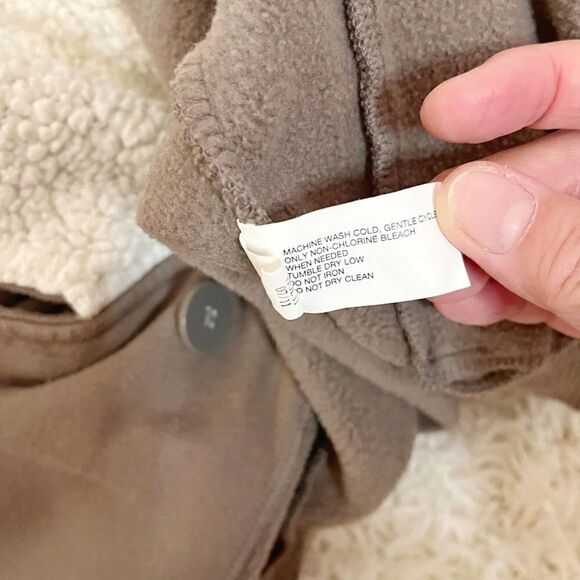 MACHINE WASH COLD, GENTLE CYCLE
ONLY NON-CHLORINE BLEACH
WHEN NEEDED
TUMBLE DRY LOW
DO NOT IRON
DO NOT DRY CLEAN